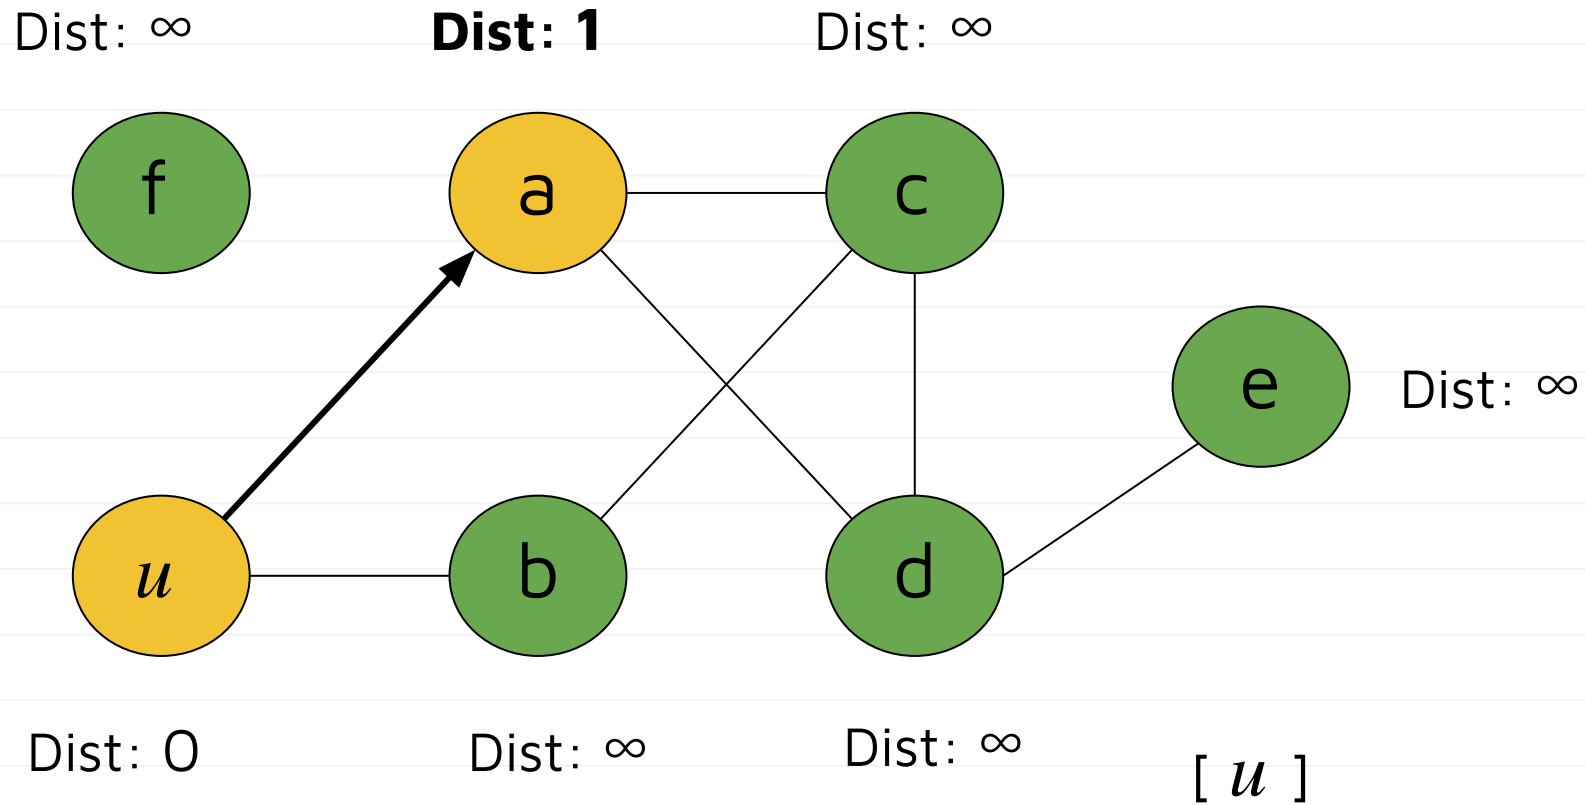 Dist: ∞
Dist: 1
Dist: ∞
f
a
c
e
Dist: ∞
u
b
d
Dist: 0
Dist: ∞
Dist: ∞
[ u ]